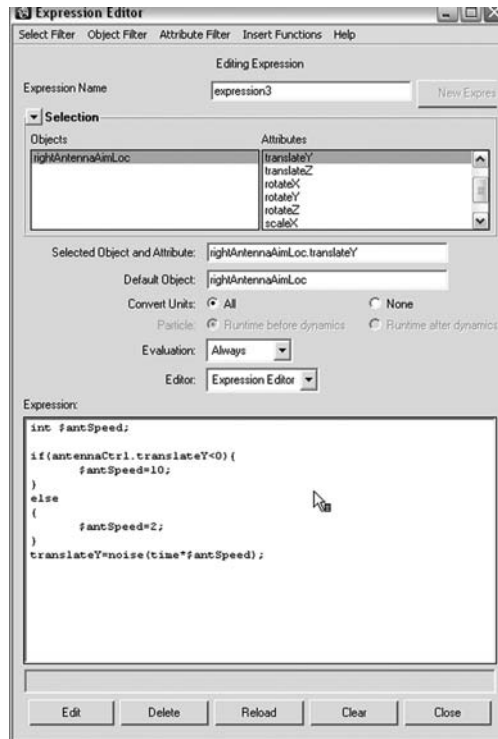 Expression Editor
Select Filter Object Filter Attribute Filter Insert Functions Help
Editing Expression
Expression Name expression3 New Expres
Selection
Objects Attributes
rightAntennaAimLoc translateY
translateZ
rotateX
rotateY
rotateZ
scaleX
Selected Object and Attribute: rightAntennaAimLoc.translateY
Default Object: rightAntennaAimLoc
Convert Units: All None
Particle: Runtime before dynamics Runtime after dynamics
Evaluation: Always
Editor: Expression Editor
Expression:
int $antSpeed;
if(antennaCtrl.translateY<0){
$antSpeed=10;
}
else
{
$antSpeed=2;
}
translateY=noise(time*$antSpeed);
Edit Delete Reload Clear Close